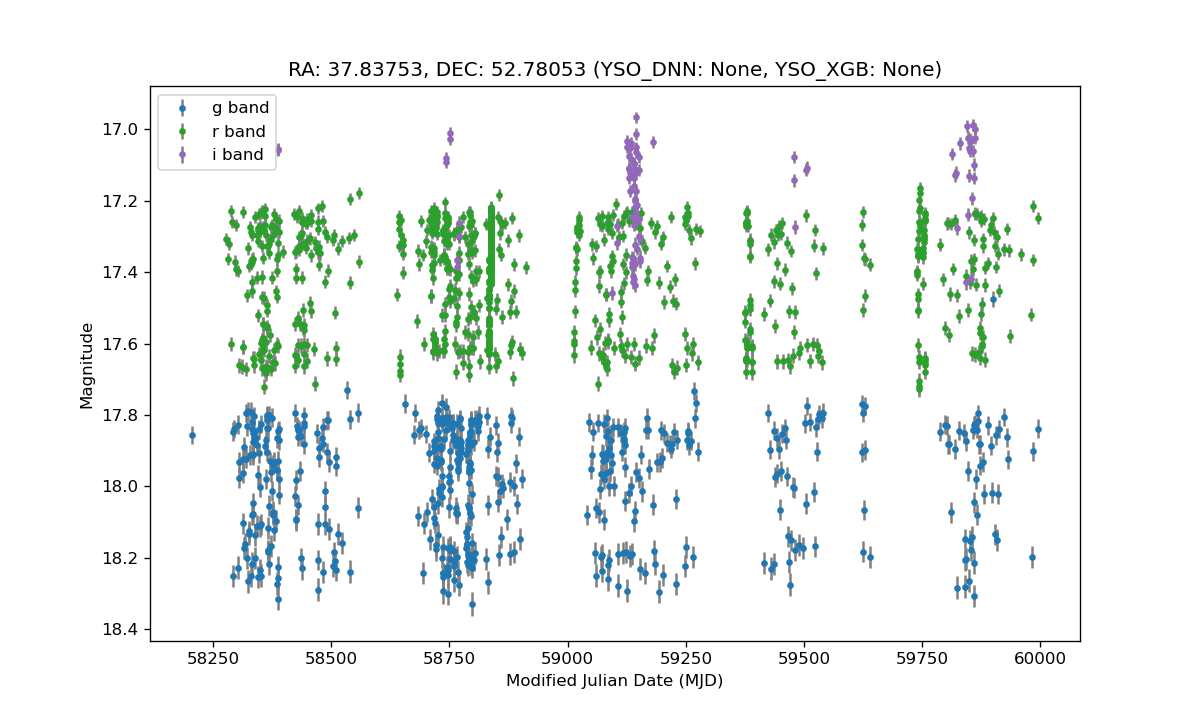 RA: 37.83753, DEC: 52.78053 (YSO_DNN: None, YSO_XGB: None)
g band
r band
i band
17.0
17.2
17.4
17.6
17.8
18.0
18.2
18.4
Magnitude
58250 58500 58750 59000 59250 59500 59750 60000
Modified Julian Date (MJD)